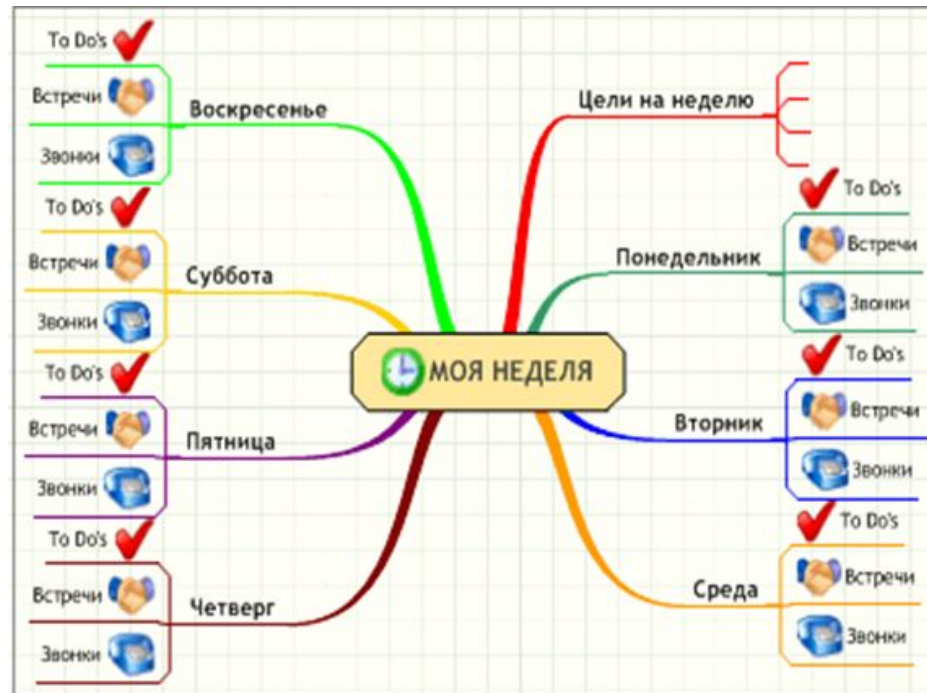 МОЯ НЕДЕЛЯ
Цели на неделю
Понедельник
To Do's
Встречи
Звонки
Вторник
To Do's
Встречи
Звонки
Среда
To Do's
Встречи
Звонки
Четверг
To Do's
Встречи
Звонки
Пятница
To Do's
Встречи
Звонки
Суббота
To Do's
Встречи
Звонки
Воскресенье
To Do's
Встречи
Звонки